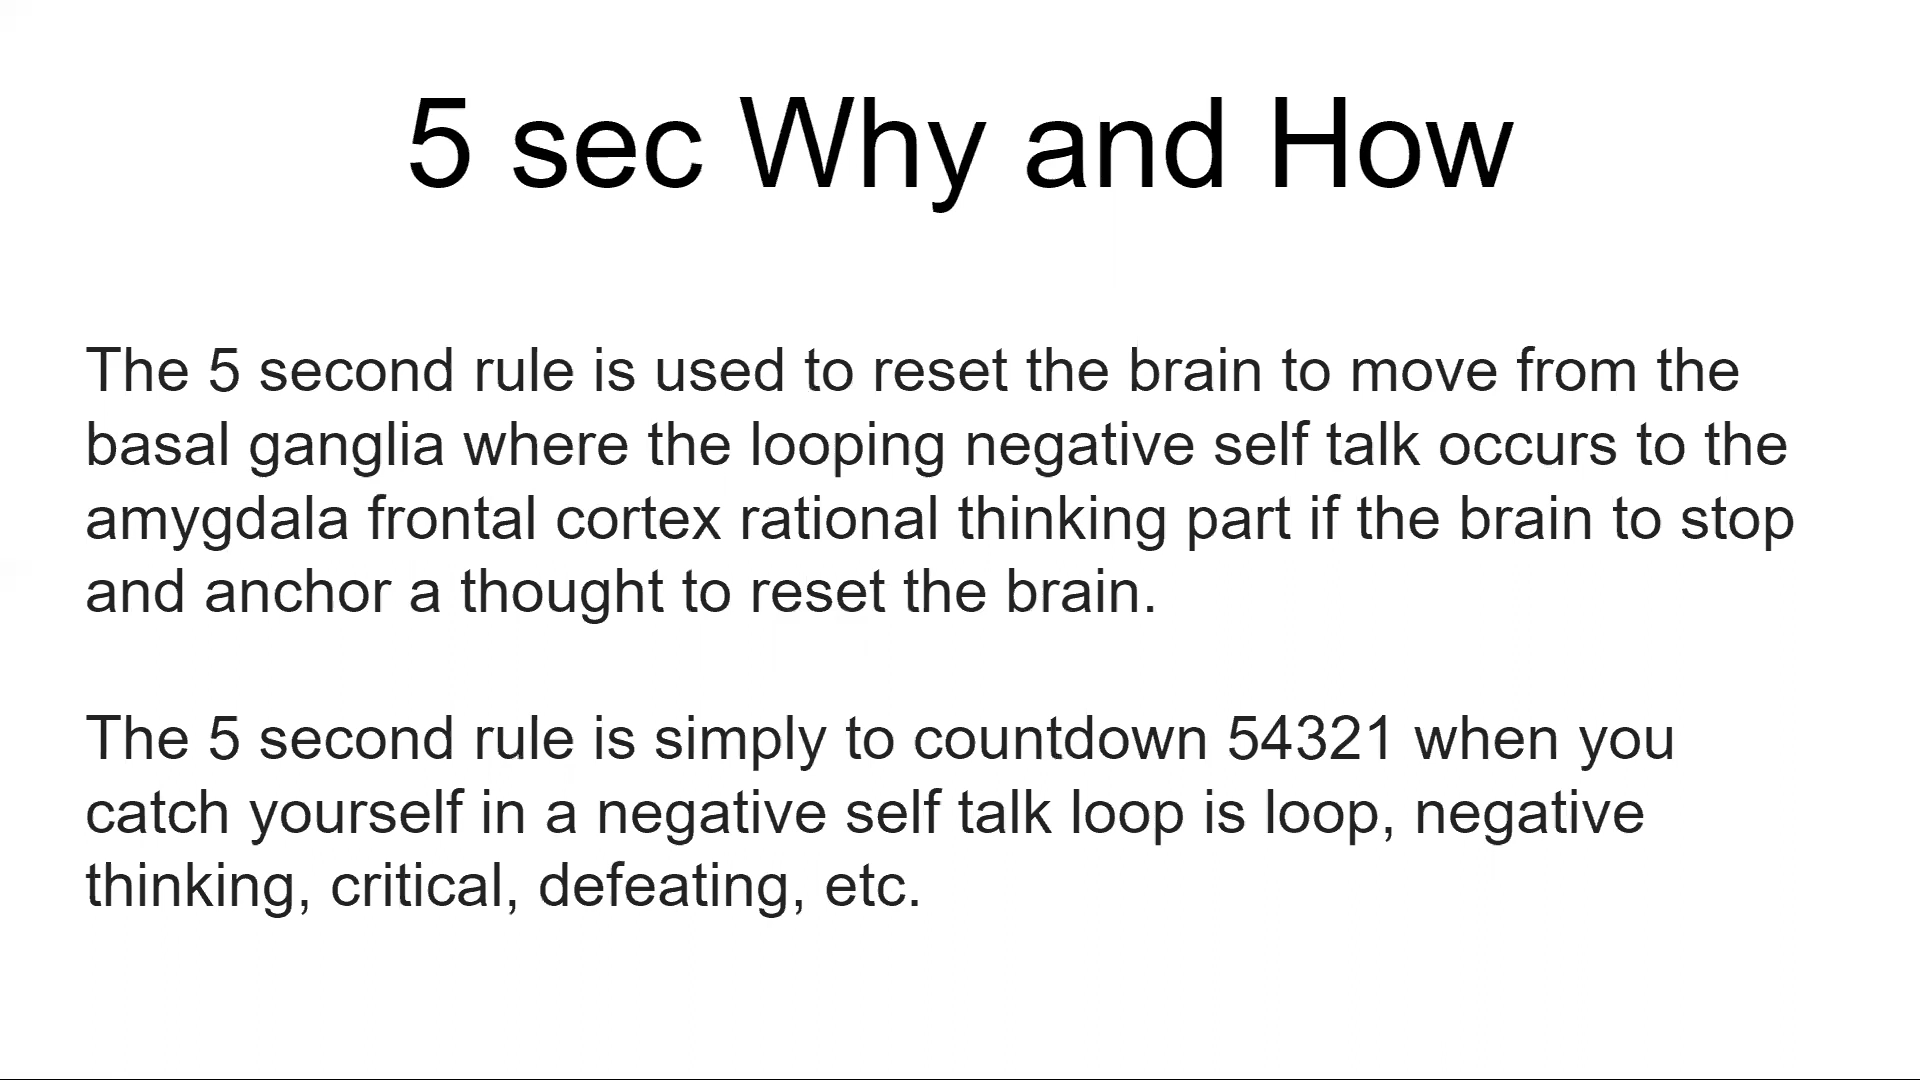 5 sec Why and How
The 5 second rule is used to reset the brain to move from the
basal ganglia where the looping negative self talk occurs to the
amygdala frontal cortex rational thinking part if the brain to stop
and anchor a thought to reset the brain.
The 5 second rule is simply to countdown 54321 when you
catch yourself in a negative self talk loop is loop, negative
thinking, critical, defeating, etc.